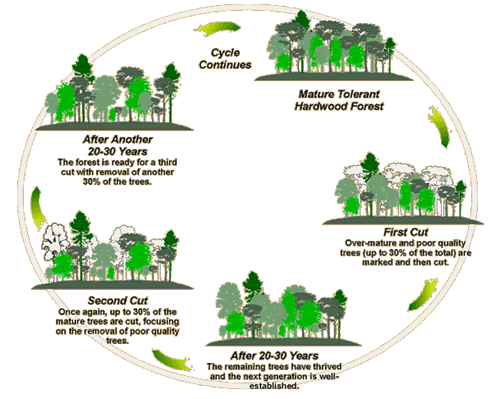 Cycle
Continues
Mature Tolerant
Hardwood Forest
First Cut
Over-mature and poor quality
trees (up to 30% of the total) are
marked and then cut.
After 20-30 Years
The remaining trees have thrived
and the next generation is well-
established.
Second Cut
Once again, up to 30% of the
mature trees are cut, focusing
on the removal of poor quality
trees.
After Another
20-30 Years
The forest is ready for a third
cut with removal of another
30% of the trees.